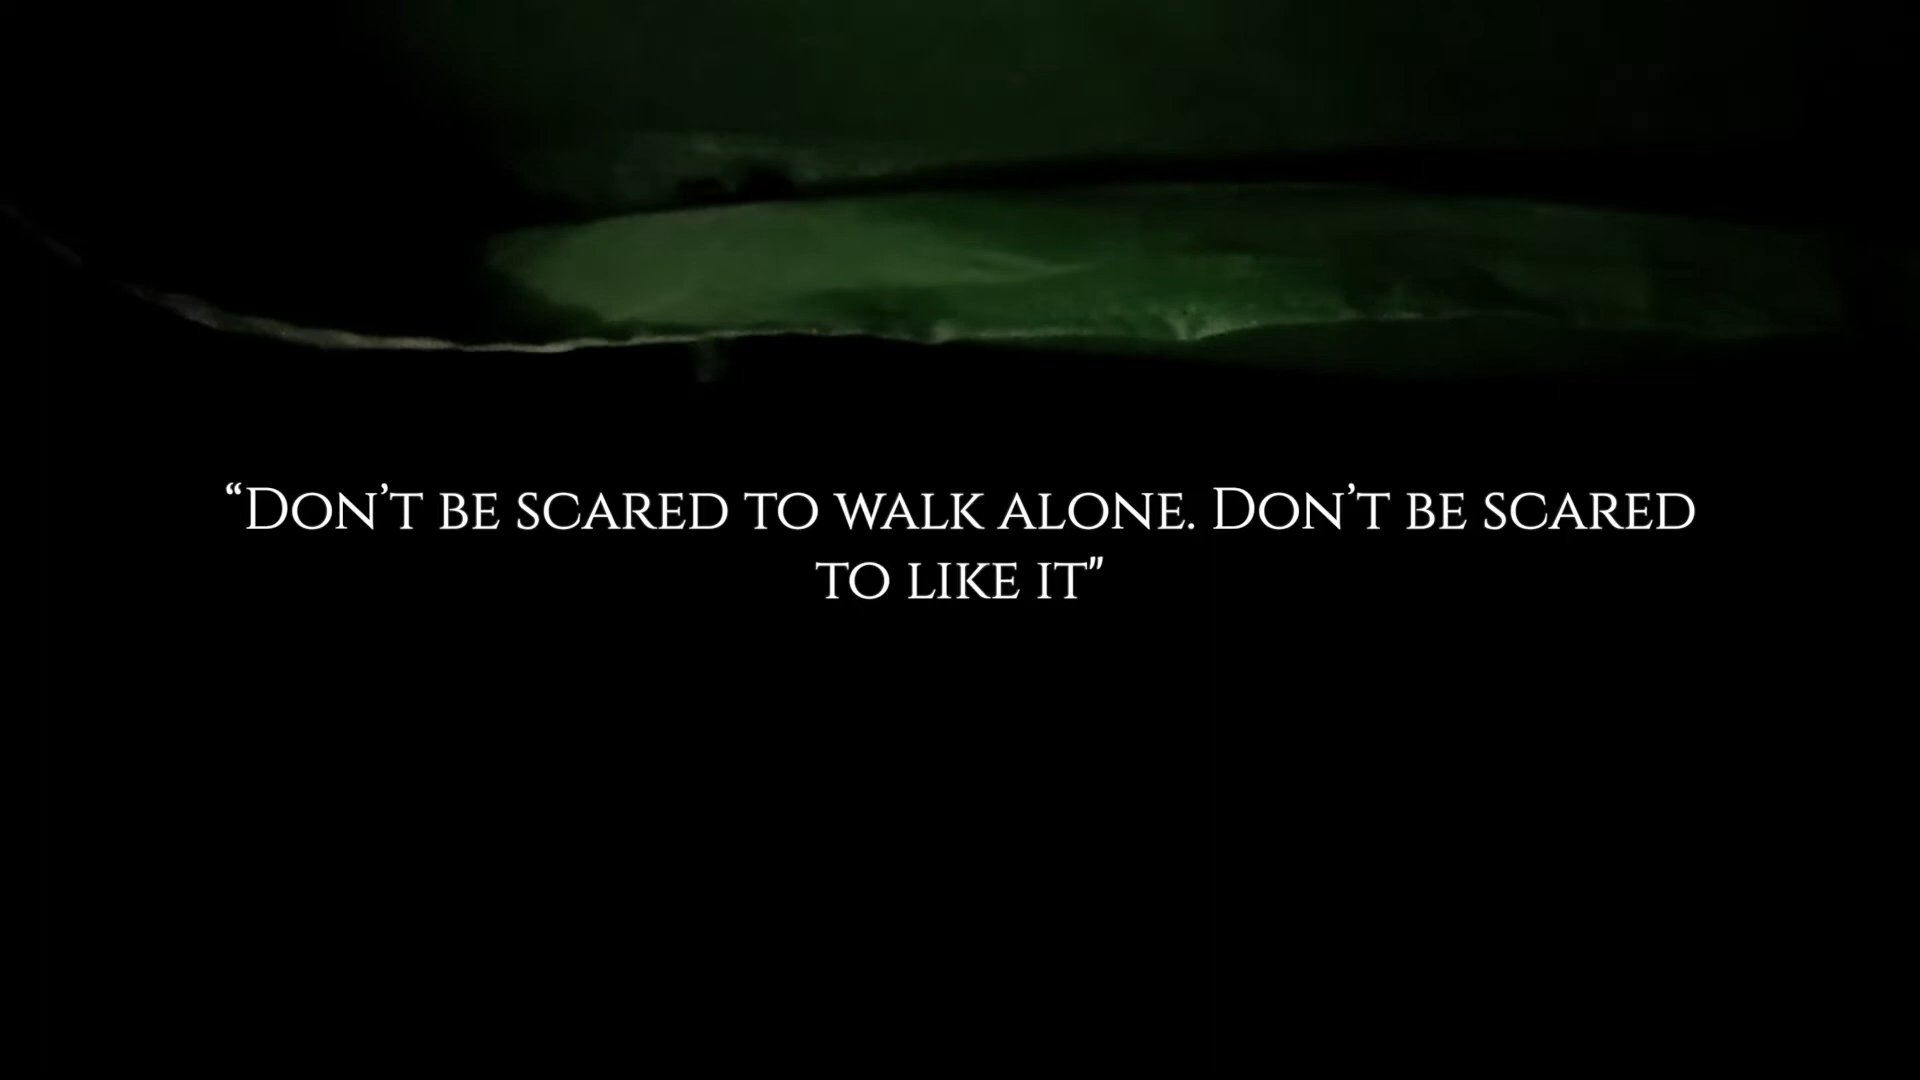 “Don’t be scared to walk alone. Don’t be scared
to like it"